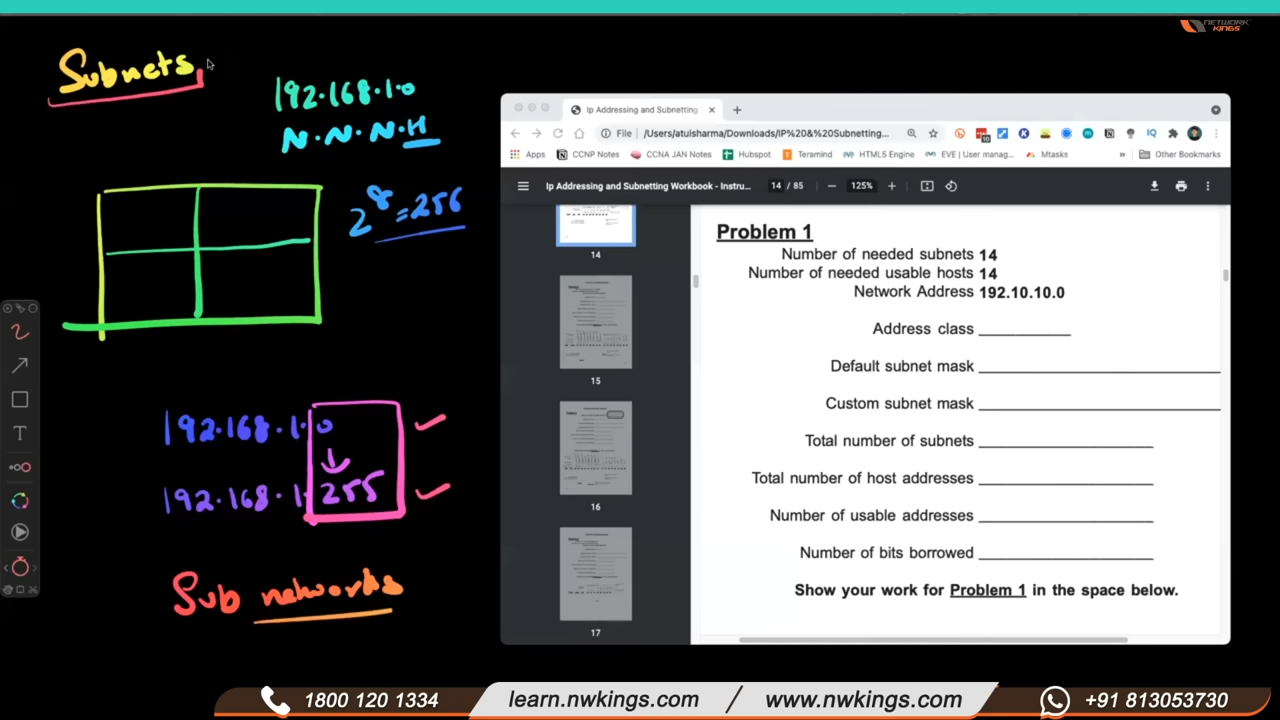 NETWORK
KINGS
Subnets
192.168.1.0
N.N.N.H
2^8=256
192.168.1.0
192.168.1.255
Sub networks
Ip Addressing and Subnetting
File /Users/atulsharma/Downloads/IP%20&%20Subnetting...
Apps CCNP Notes CCNA JAN Notes Hubspot Teramind HTML5 Engine EVE | User manag... Mtasks » Other Bookmarks
Ip Addressing and Subnetting Workbook - Instru... 14 / 85 125%
14
15
16
17
Problem 1
Number of needed subnets 14
Number of needed usable hosts 14
Network Address 192.10.10.0
Address class
Default subnet mask
Custom subnet mask
Total number of subnets
Total number of host addresses
Number of usable addresses
Number of bits borrowed
Show your work for Problem 1 in the space below.
1800 120 1334 learn.nwkings.com / www.nwkings.com +91 813053730